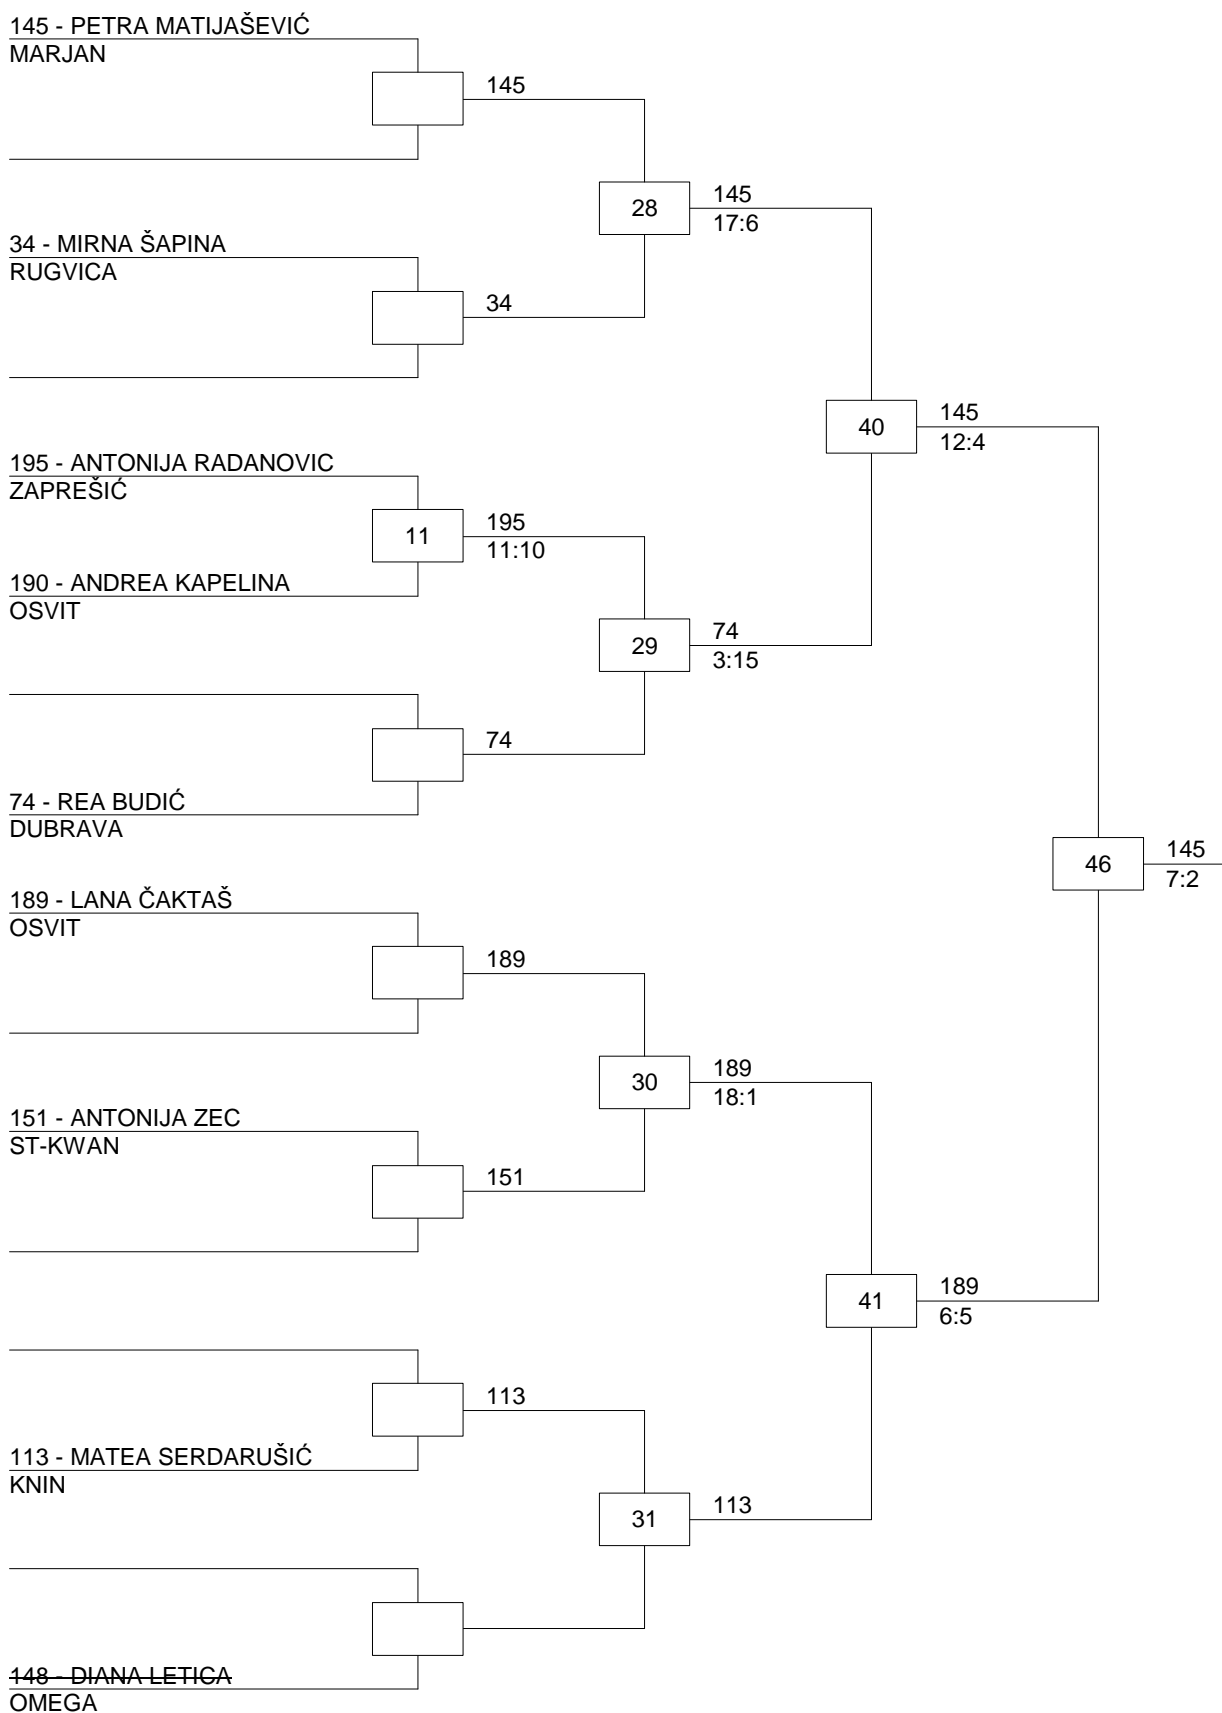 145 - PETRA MATIJAŠEVIĆ
MARJAN
145
28
145
17:6
34 - MIRNA ŠAPINA
RUGVICA
34
40
145
12:4
195 - ANTONIJA RADANOVIC
ZAPREŠIĆ
11
195
11:10
190 - ANDREA KAPELINA
OSVIT
29
74
3:15
74
74 - REA BUDIĆ
DUBRAVA
46
145
7:2
189 - LANA ČAKTAŠ
OSVIT
189
30
189
18:1
151 - ANTONIJA ZEC
ST-KWAN
151
41
189
6:5
113
113 - MATEA SERDARUŠIĆ
KNIN
31
113
148 - DIANA LETICA
OMEGA